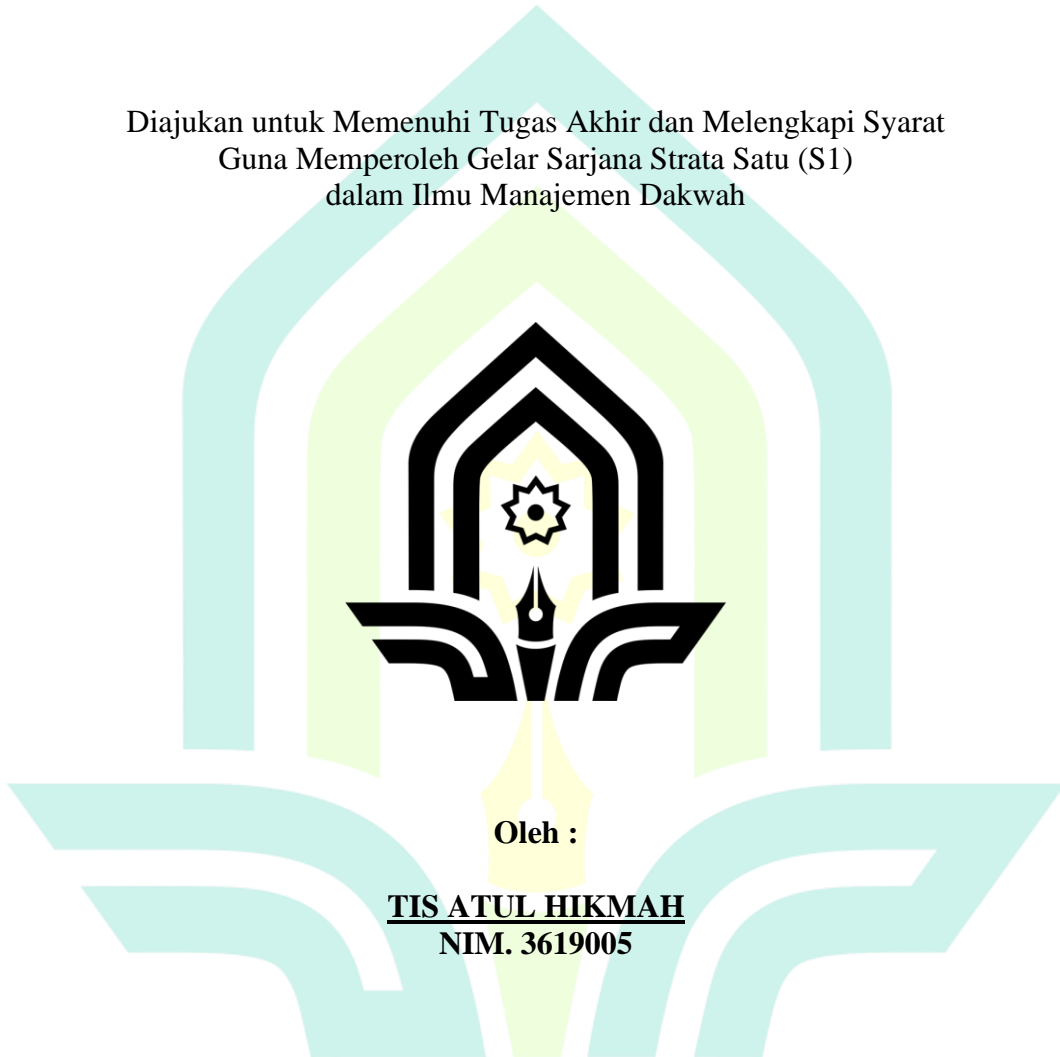 Diajukan untuk Memenuhi Tugas Akhir dan Melengkapi Syarat
Guna Memperoleh Gelar Sarjana Strata Satu (S1)
dalam Ilmu Manajemen Dakwah
Oleh :
TIS ATUL HIKMAH
NIM. 3619005